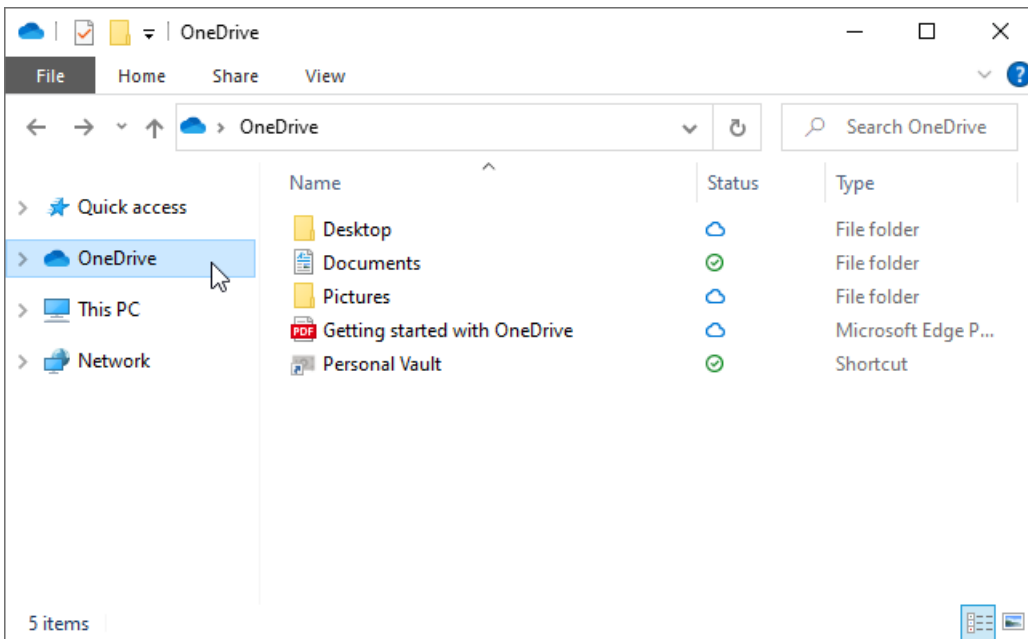 OneDrive
File Home Share View ?
OneDrive Search OneDrive
Name Status Type
Quick access
OneDrive
This PC
Network
Desktop File folder
Documents File folder
Pictures File folder
PDF Getting started with OneDrive Microsoft Edge P...
Personal Vault Shortcut
5 items